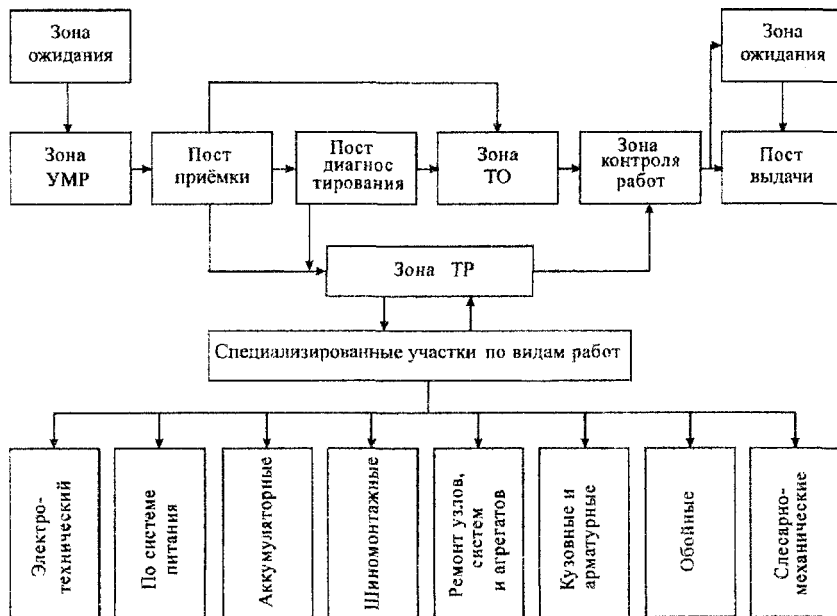 Зона
ожидания
Зона
ожидания
Зона
УМР
Пост
приёмки
Пост
диагнос
тирования
Зона
ТО
Зона
контроля
работ
Пост
выдачи
Зона ТР
Специализированные участки по видам работ
Электро-
технический
По системе
питания
Аккумуляторные
Шиномонтажные
Ремонт узлов,
систем
и агрегатов
Кузовные и
арматурные
Обойные
Слесарно-
механические